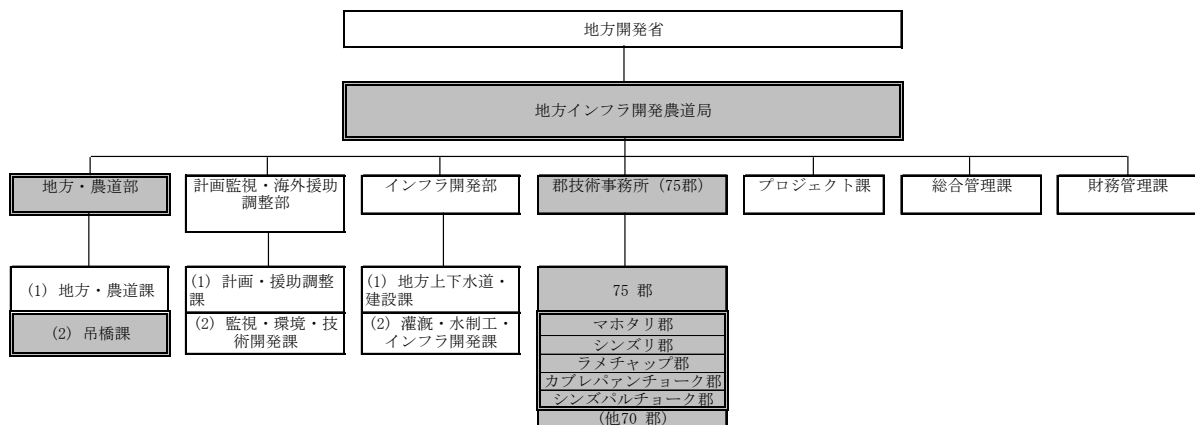 地方開発省
地方インフラ開発農道局
地方・農道部
計画監視・海外援助
調整部
インフラ開発部
郡技術事務所（75郡）
プロジェクト課
総合管理課
財務管理課
(1) 地方・農道課
(2) 吊橋課
(1) 計画・援助調整
課
(2) 監視・環境・技
術開発課
(1) 地方上下水道・
建設課
(2) 灌漑・水制工・
インフラ開発課
75 郡
マホタリ郡
シンズリ郡
ラメチャップ郡
カブレパァンチョーク郡
シンズパルチョーク郡
(他70 郡)